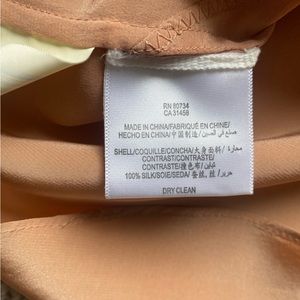 RN 80734
CA 31458
MADE IN CHINA/FABRIQUÉ EN CHINE/
HECHO EN CHINA/中国制造/صنع في الصين
SHELL/COQUILLE/CONCHA/大身面料/محارة
CONTRAST/CONTRASTE/
CONTRASTE/撞色布/
100% SILK/SOIE/SEDA/蚕丝, 丝/حرير
DRY CLEAN